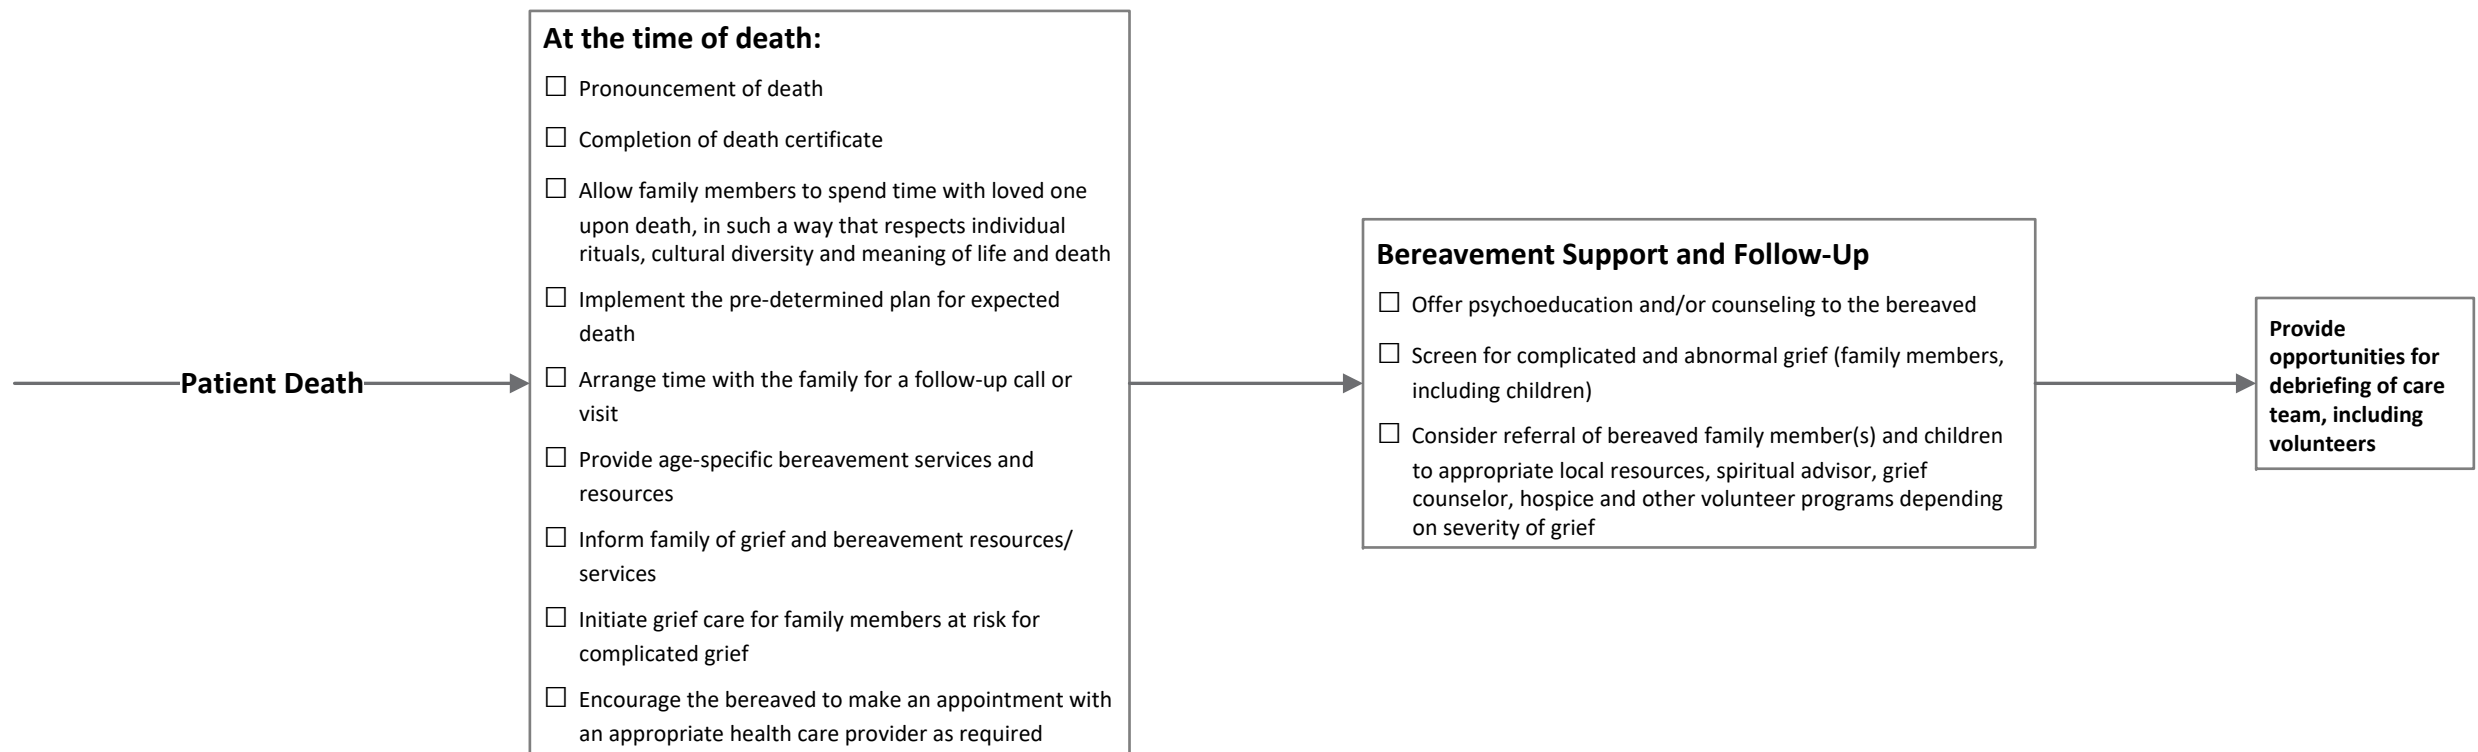 Patient Death
At the time of death:
☐ Pronouncement of death
☐ Completion of death certificate
☐ Allow family members to spend time with loved one
upon death, in such a way that respects individual
rituals, cultural diversity and meaning of life and death
☐ Implement the pre-determined plan for expected
death
☐ Arrange time with the family for a follow-up call or
visit
☐ Provide age-specific bereavement services and
resources
☐ Inform family of grief and bereavement resources/
services
☐ Initiate grief care for family members at risk for
complicated grief
☐ Encourage the bereaved to make an appointment with
an appropriate health care provider as required
Bereavement Support and Follow-Up
☐ Offer psychoeducation and/or counseling to the bereaved
☐ Screen for complicated and abnormal grief (family members,
including children)
☐ Consider referral of bereaved family member(s) and children
to appropriate local resources, spiritual advisor, grief
counselor, hospice and other volunteer programs depending
on severity of grief
Provide
opportunities for
debriefing of care
team, including
volunteers